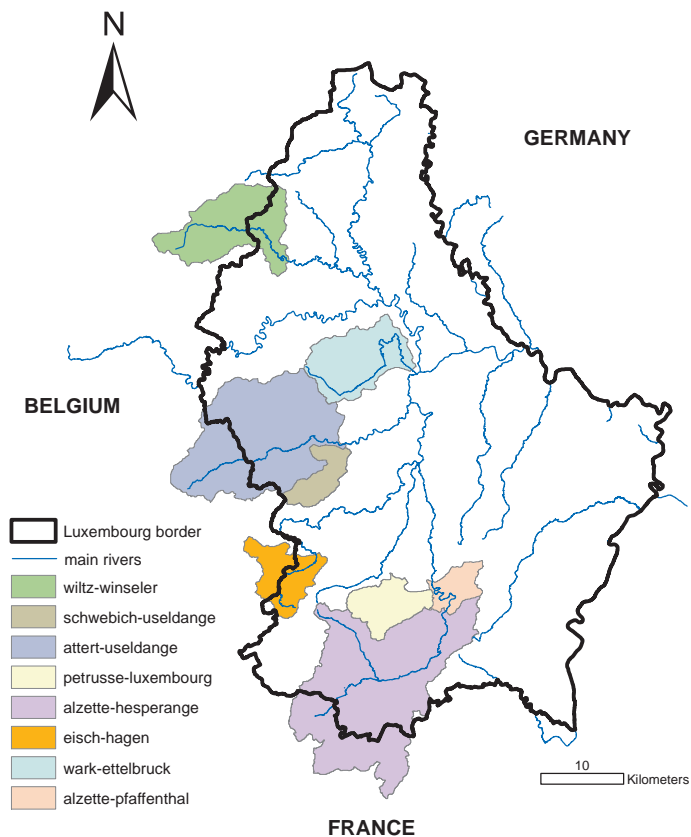 N
GERMANY
BELGIUM
Luxembourg border
main rivers
wiltz-winseler
schwebich-useldange
attert-useldange
petrusse-luxembourg
alzette-hesperange
eisch-hagen
wark-ettelbruck
alzette-pfaffenthal
10
Kilometers
FRANCE